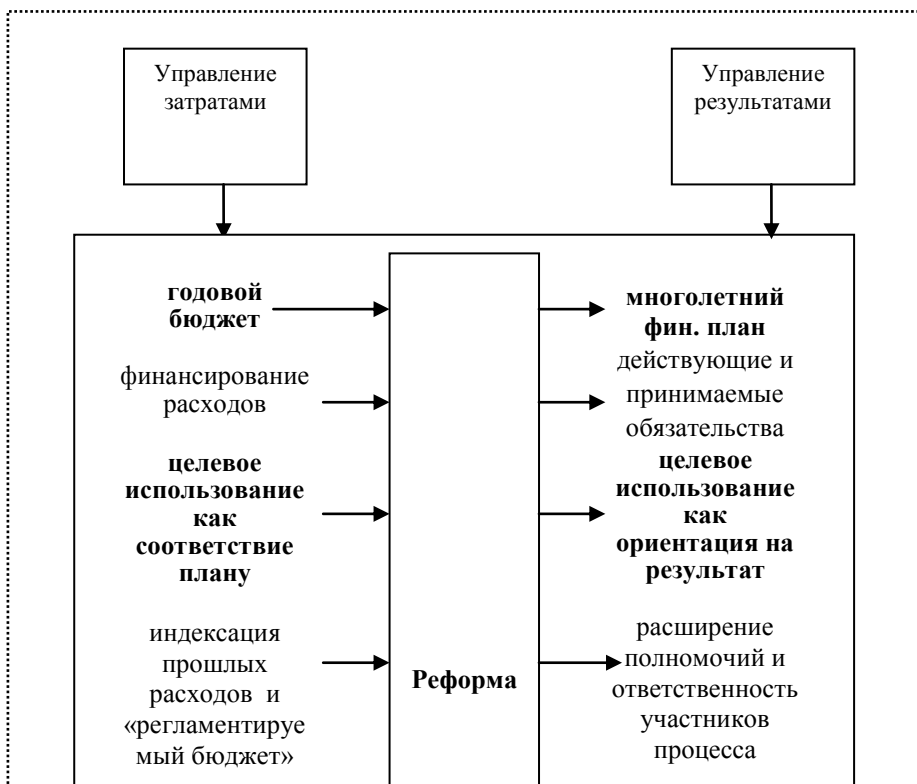 Управление
затратами
Управление
результатами
годовой
бюджет
многолетний
фин. план
финансирование
расходов
действующие и
принимаемые
обязательства
целевое
использование
как
соответствие
плану
целевое
использование
как
ориентация на
результат
индексация
прошлых
расходов и
«регламентируе
мый бюджет»
Реформа
расширение
полномочий и
ответственность
участников
процесса